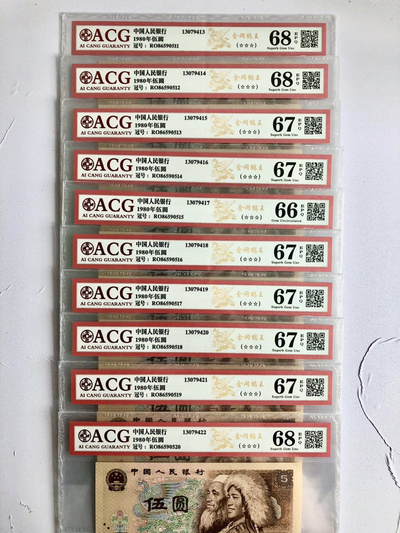 ACG 中国人民银行 13079413 68 EPQ
1980年伍圆
AI CANG GUARANTY 冠号: RO86590511 (☆☆☆) Superb Gem Unc
ACG 中国人民银行 13079414 68 EPQ
1980年伍圆
AI CANG GUARANTY 冠号: RO86590512 (☆☆☆) Superb Gem Unc
ACG 中国人民银行 13079415 67 EPQ
1980年伍圆
AI CANG GUARANTY 冠号: RO86590513 (☆☆☆) Superb Gem Unc
ACG 中国人民银行 13079416 67 EPQ
1980年伍圆
AI CANG GUARANTY 冠号: RO86590514 (☆☆☆) Superb Gem Unc
ACG 中国人民银行 13079417 66 EPQ
1980年伍圆
AI CANG GUARANTY 冠号: RO86590515 (☆☆☆) Gem Uncirculated
ACG 中国人民银行 13079418 67 EPQ
1980年伍圆
AI CANG GUARANTY 冠号: RO86590516 (☆☆☆) Superb Gem Unc
ACG 中国人民银行 13079419 67 EPQ
1980年伍圆
AI CANG GUARANTY 冠号: RO86590517 (☆☆☆) Superb Gem Unc
ACG 中国人民银行 13079420 67 EPQ
1980年伍圆
AI CANG GUARANTY 冠号: RO86590518 (☆☆☆) Superb Gem Unc
ACG 中国人民银行 13079421 67 EPQ
1980年伍圆
AI CANG GUARANTY 冠号: RO86590519 (☆☆☆) Superb Gem Unc
ACG 中国人民银行 13079422 68 EPQ
1980年伍圆
AI CANG GUARANTY 冠号: RO86590520 (☆☆☆) Superb Gem Unc
中国人民银行
伍圆
5